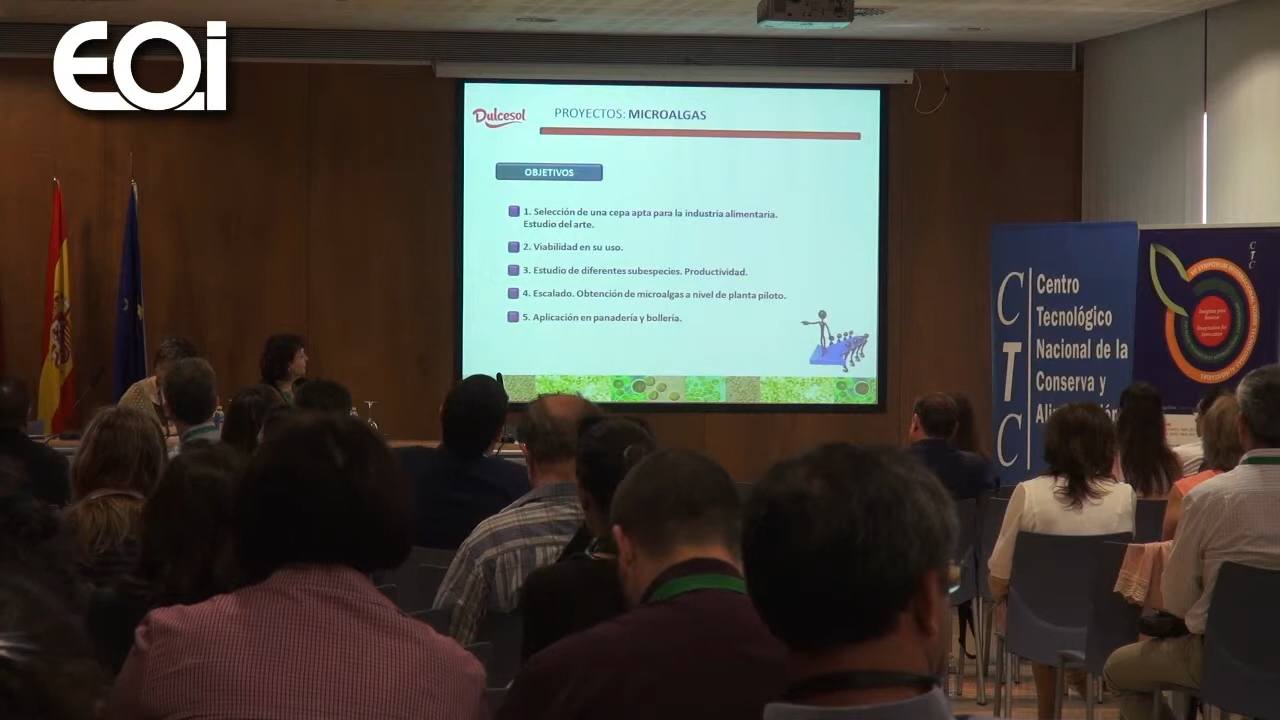 EOI
Dulcesol
PROYECTOS: MICROALGAS
OBJETIVOS
1. Selección de una cepa apta para la industria alimentaria.
Estudio del arte.
2. Viabilidad en su uso.
3. Estudio de diferentes subespecies. Productividad.
4. Escalado. Obtención de microalgas a nivel de planta piloto.
5. Aplicación en panadería y bollería.
CTC
Centro
Tecnológico
Nacional de la
Conserva y
CTC